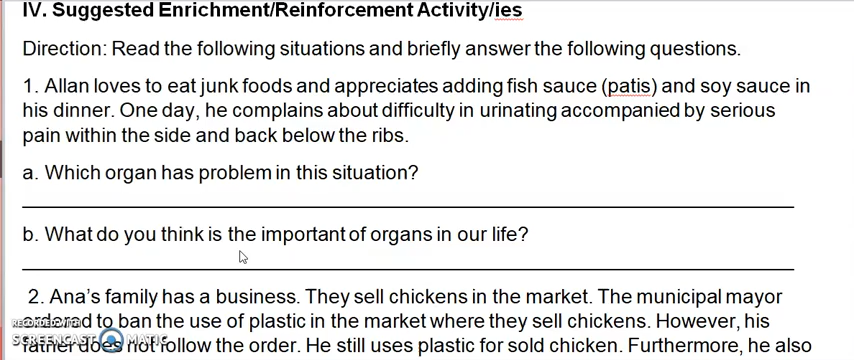 IV. Suggested Enrichment/Reinforcement Activity/ies
Direction: Read the following situations and briefly answer the following questions.
1. Allan loves to eat junk foods and appreciates adding fish sauce (patis) and soy sauce in
his dinner. One day, he complains about difficulty in urinating accompanied by serious
pain within the side and back below the ribs.
a. Which organ has problem in this situation?
b. What do you think is the important of organs in our life?
2. Ana's family has a business. They sell chickens in the market. The municipal mayor
ordered to ban the use of plastic in the market where they sell chickens. However, his
father does not follow the order. He still uses plastic for sold chicken. Furthermore, he also
RECORDED WITH
SCREENCAST MATIC